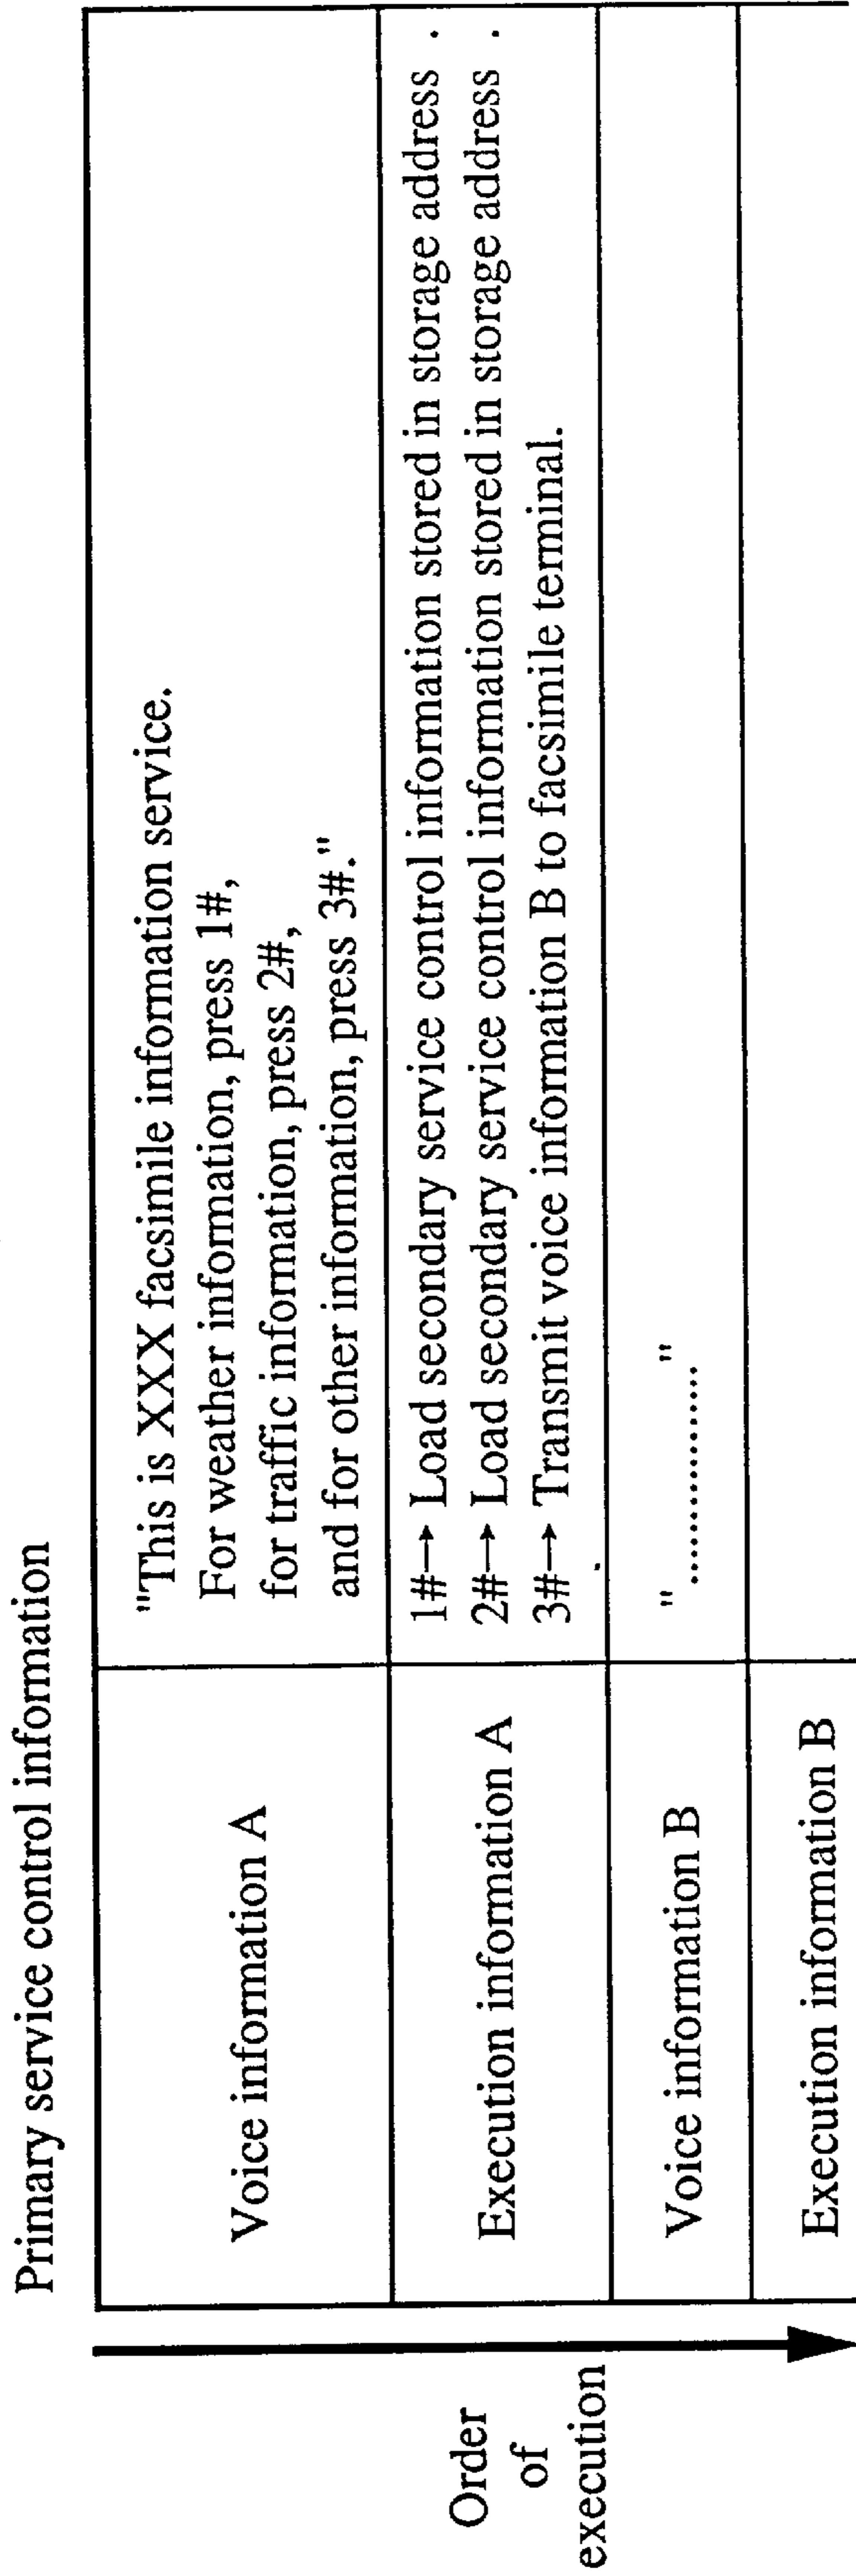 Primary service control information
Order
of
execution
Voice information A
"This is XXX facsimile information service.
For weather information, press 1#,
for traffic information, press 2#,
and for other information, press 3#."
Execution information A
1#→ Load secondary service control information stored in storage address .
2#→ Load secondary service control information stored in storage address .
3#→ Transmit voice information B to facsimile terminal.
Voice information B
" ................... "
Execution information B